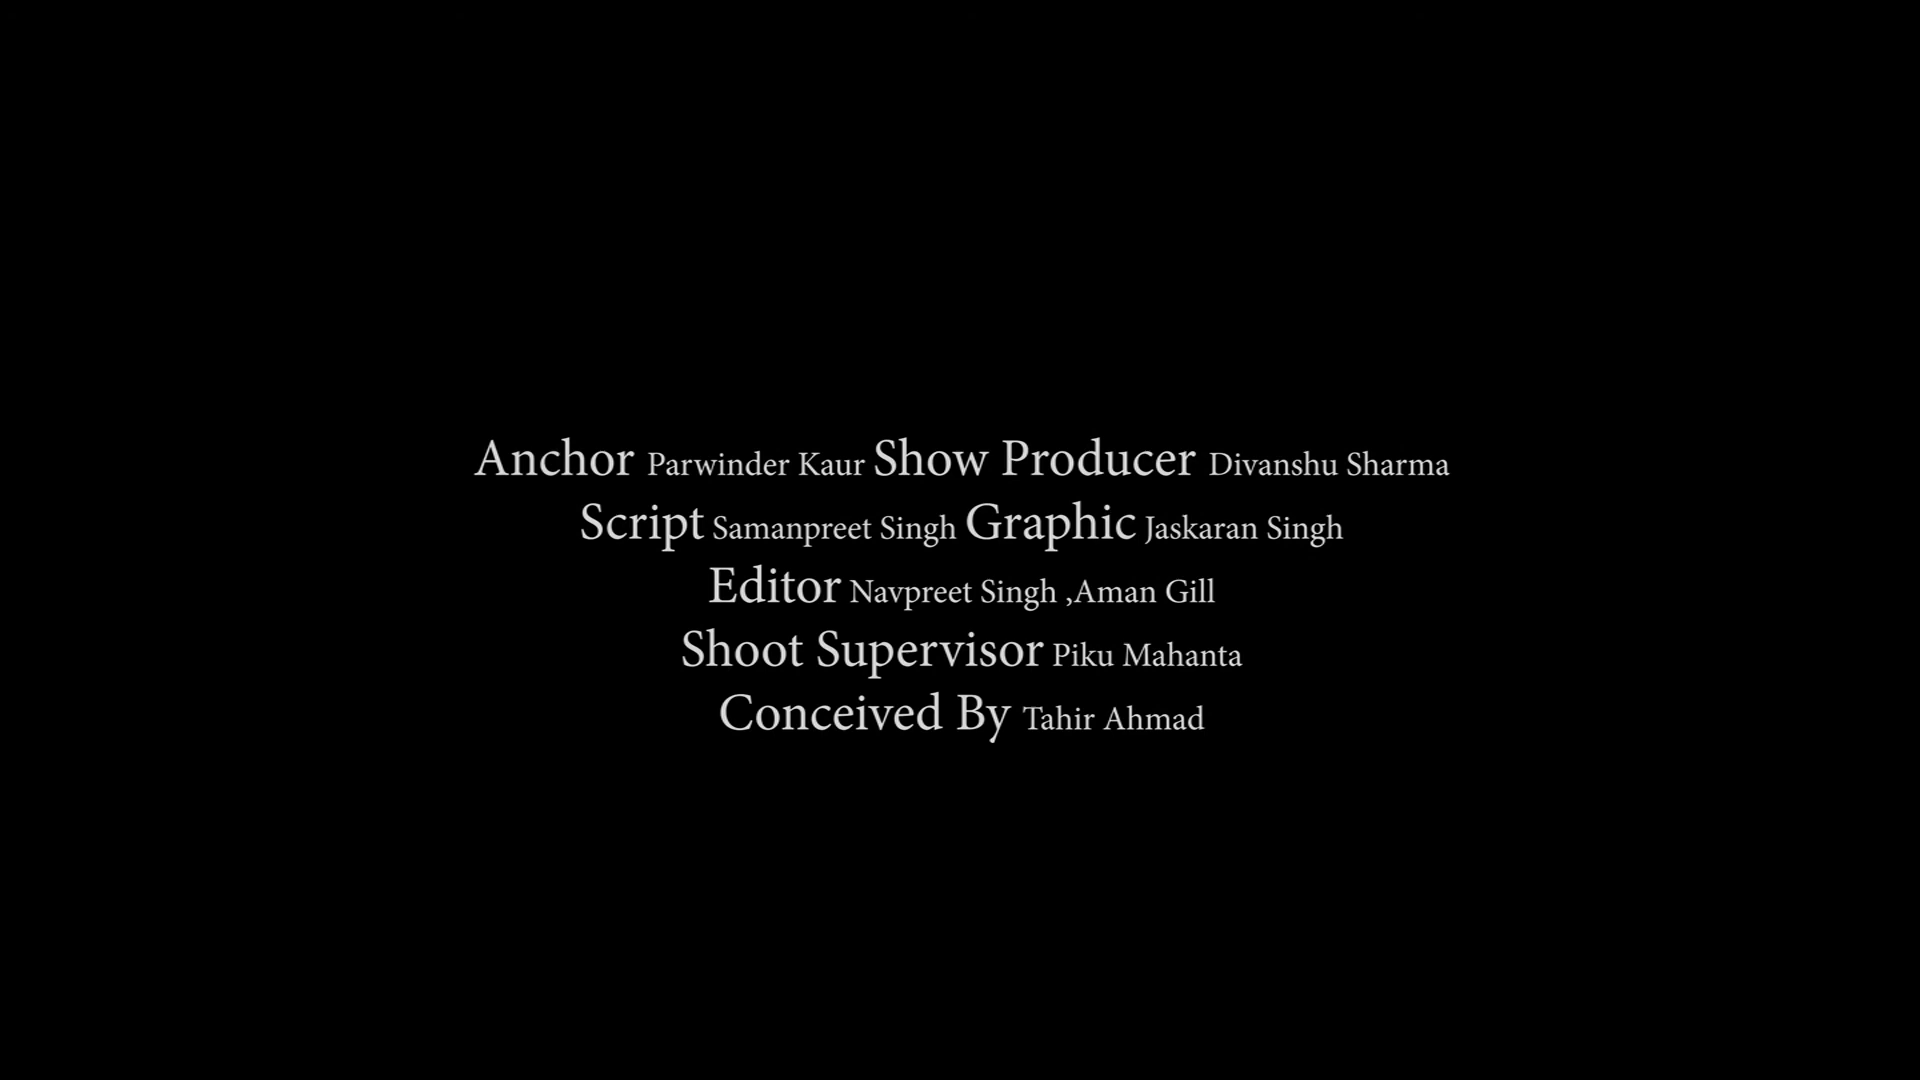 Anchor Parwinder Kaur Show Producer Divanshu Sharma
Script Samanpreet Singh Graphic Jaskaran Singh
Editor Navpreet Singh ,Aman Gill
Shoot Supervisor Piku Mahanta
Conceived By Tahir Ahmad